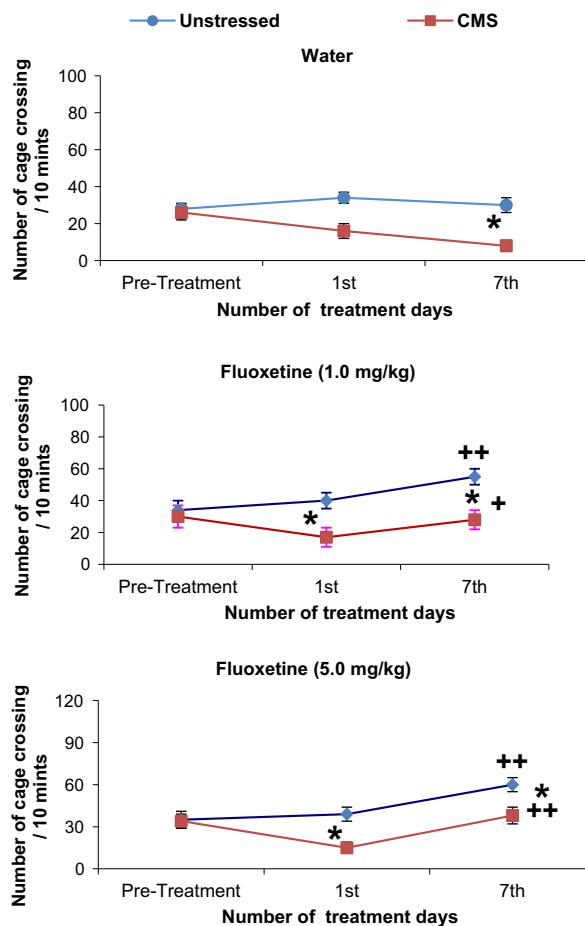 Unstressed CMS
Water
Number of cage crossing
/ 10 mints
100
80
60
40
20
0
*
Pre-Treatment 1st 7th
Number of treatment days
Fluoxetine (1.0 mg/kg)
Number of cage crossing
/ 10 mints
100
80
60
40
20
0
++
* +
*
Pre-Treatment 1st 7th
Number of treatment days
Fluoxetine (5.0 mg/kg)
Number of cage crossing
/ 10 mints
120
90
60
30
0
++
*
++
*
Pre-Treatment 1st 7th
Number of treatment days